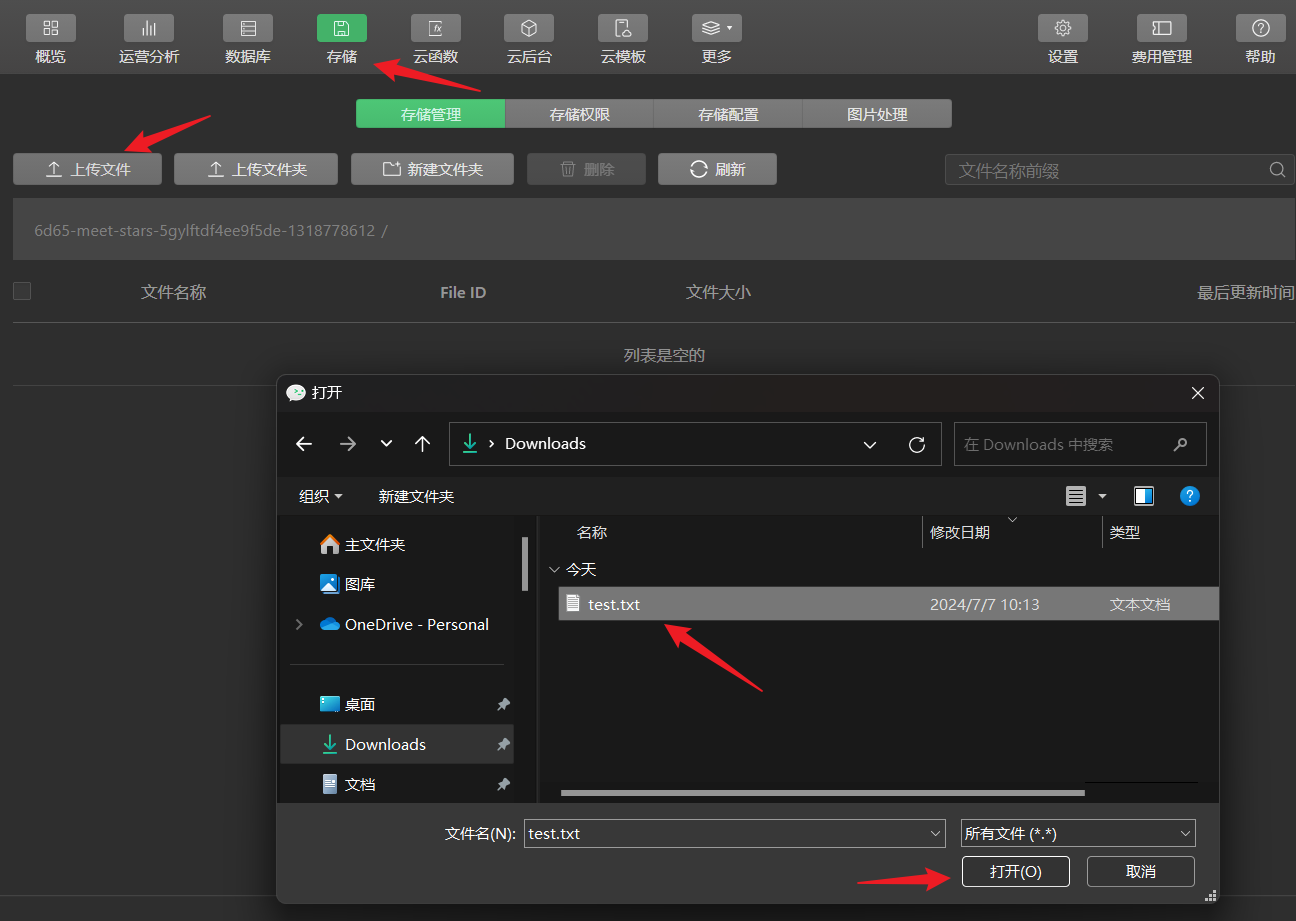 概览 运营分析 数据库 存储 云函数 云后台 云模板 更多 设置 费用管理 帮助
存储管理 存储权限 存储配置 图片处理
上传文件 上传文件夹 新建文件夹 删除 刷新 文件名称前缀
6d65-meet-stars-5gylftdf4ee9f5de-1318778612 /
文件名称 File ID 文件大小 最后更新时间
列表是空的
打开
Downloads 在 Downloads 中搜索
组织 新建文件夹
名称 修改日期 类型
主文件夹
今天
图库
test.txt 2024/7/7 10:13 文本文档
OneDrive - Personal
桌面
Downloads
文档
文件名(N): test.txt 所有文件 (*.*)
打开(O) 取消